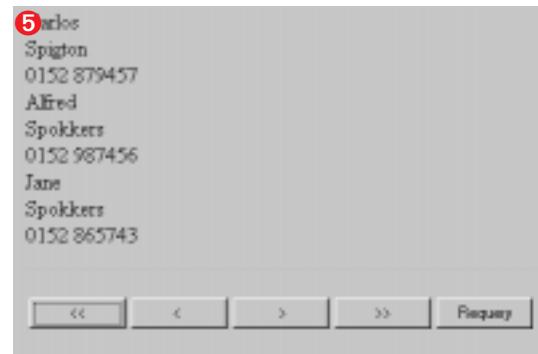 5
arlos
Spigton
0152 879457
Alfred
Spokkers
0152 987456
Jane
Spokkers
0152 865743
<< < > >> Requery